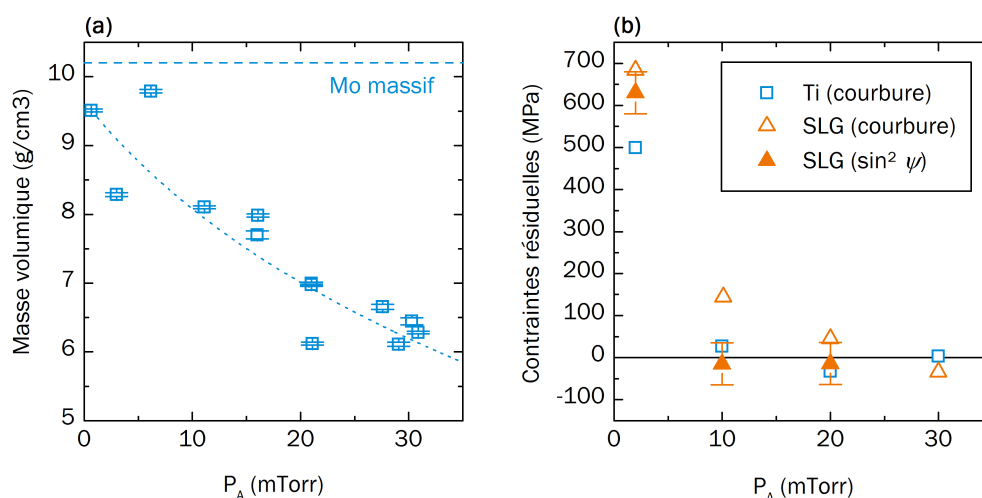 (a)
Masse volumique (g/cm3)
10
9
8
7
6
5
Mo massif
0
10
20
30
P_A (mTorr)
(b)
Contraintes résiduelles (MPa)
700
600
500
400
300
200
100
0
-100
Ti (courbure)
SLG (courbure)
SLG (sin² ψ)
0
10
20
30
P_A (mTorr)